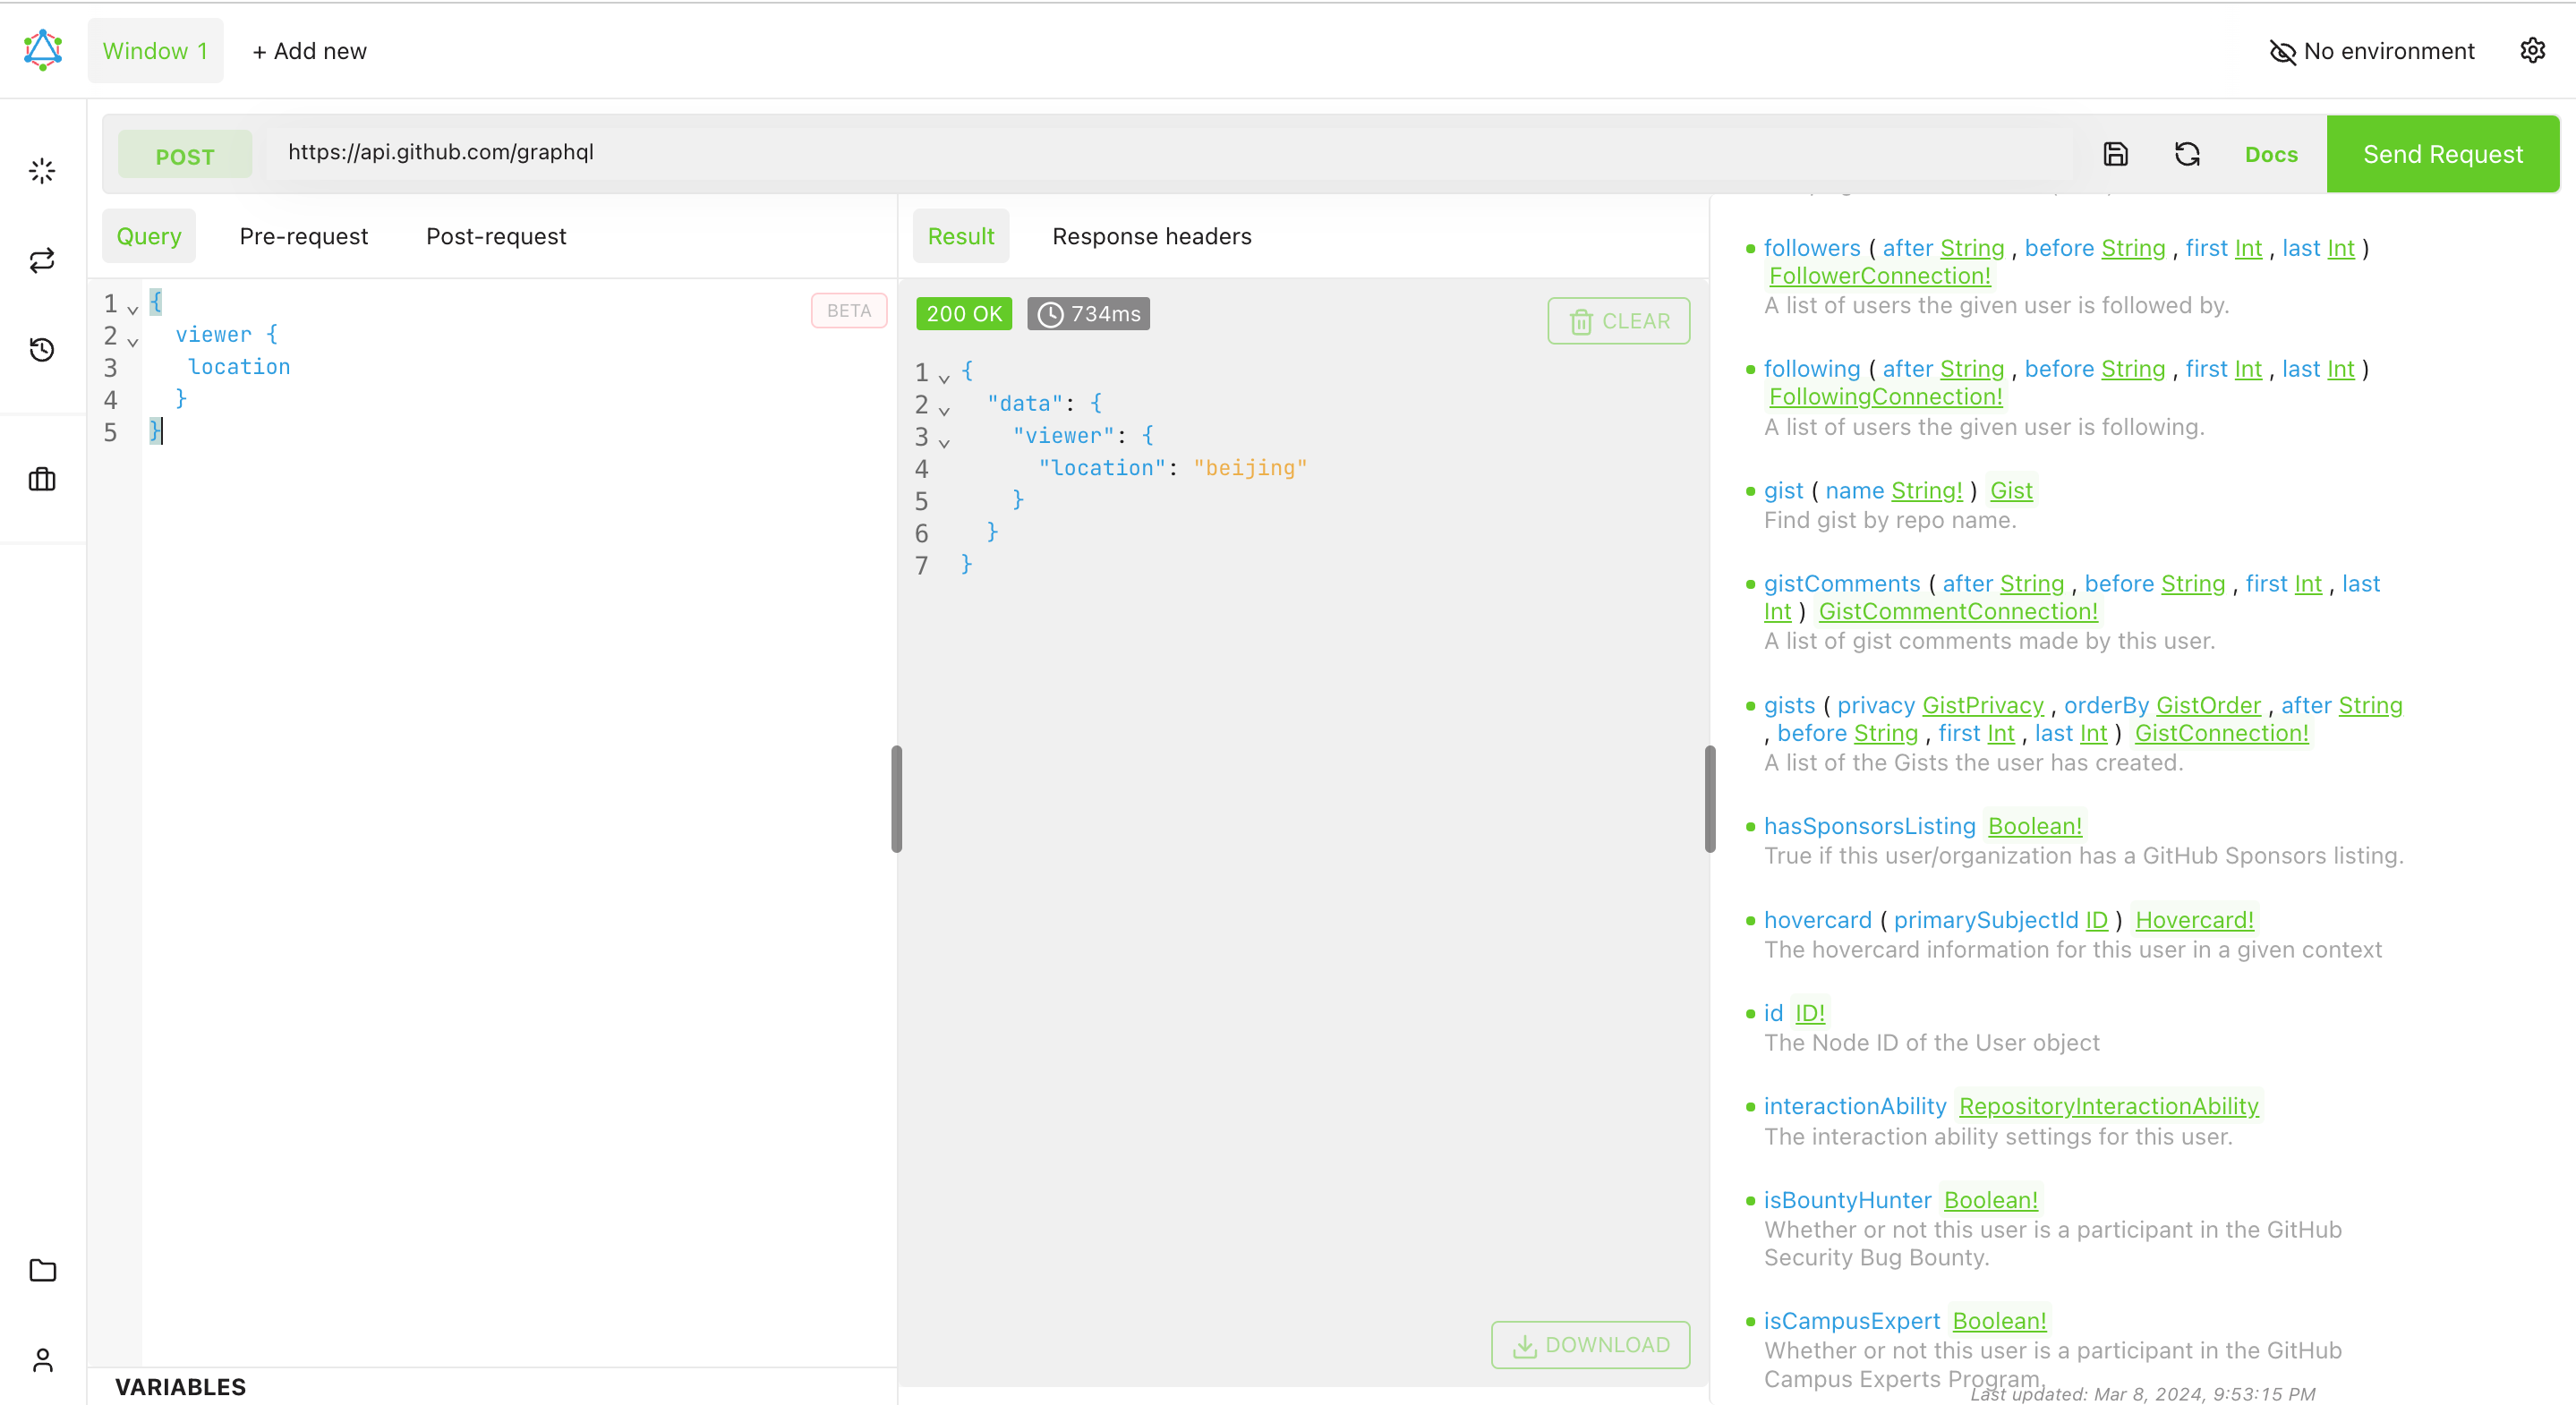 Window 1
+ Add new
No environment
POST
https://api.github.com/graphql
Docs
Send Request
Query
Pre-request
Post-request
BETA
1 {
2   viewer {
3    location
4   }
5 }
VARIABLES
Result
Response headers
200 OK
734ms
CLEAR
1 {
2   "data": {
3     "viewer": {
4       "location": "beijing"
5     }
6   }
7 }
DOWNLOAD
followers ( after String , before String , first Int , last Int )
FollowerConnection!
A list of users the given user is followed by.
following ( after String , before String , first Int , last Int )
FollowingConnection!
A list of users the given user is following.
gist ( name String! ) Gist
Find gist by repo name.
gistComments ( after String , before String , first Int , last
Int ) GistCommentConnection!
A list of gist comments made by this user.
gists ( privacy GistPrivacy , orderBy GistOrder , after String
, before String , first Int , last Int ) GistConnection!
A list of the Gists the user has created.
hasSponsorsListing Boolean!
True if this user/organization has a GitHub Sponsors listing.
hovercard ( primarySubjectId ID ) Hovercard!
The hovercard information for this user in a given context
id ID!
The Node ID of the User object
interactionAbility RepositoryInteractionAbility
The interaction ability settings for this user.
isBountyHunter Boolean!
Whether or not this user is a participant in the GitHub
Security Bug Bounty.
isCampusExpert Boolean!
Whether or not this user is a participant in the GitHub
Campus Experts Program.
Last updated: Mar 8, 2024, 9:53:15 PM